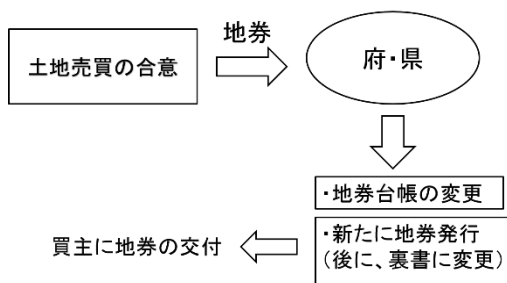 地券
土地売買の合意
府・県
・地券台帳の変更
・新たに地券発行
(後に、裏書に変更)
買主に地券の交付